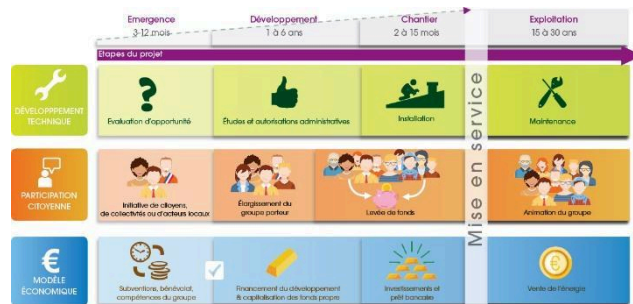 Emergence
3-12 mois
Développement
1 à 6 ans
Chantier
2 à 15 mois
Exploitation
15 à 30 ans
Etapes du projet
Mise en service
DÉVELOPPPEMENT
TECHNIQUE
Evaluation d'opportunité
Études et autorisations administratives
Installation
Maintenance
PARTICIPATION
CITOYENNE
Initiative de citoyens,
de collectivités ou d'acteurs locaux
Élargissement du
groupe porteur
Levée de fonds
Animation du groupe
€
MODÈLE
ÉCONOMIQUE
Subventions, bénévolat,
compétences du groupe
Financement du développement
& capitalisation des fonds propre
Investissements et
prêt bancaire
€
Vente de l'énergie